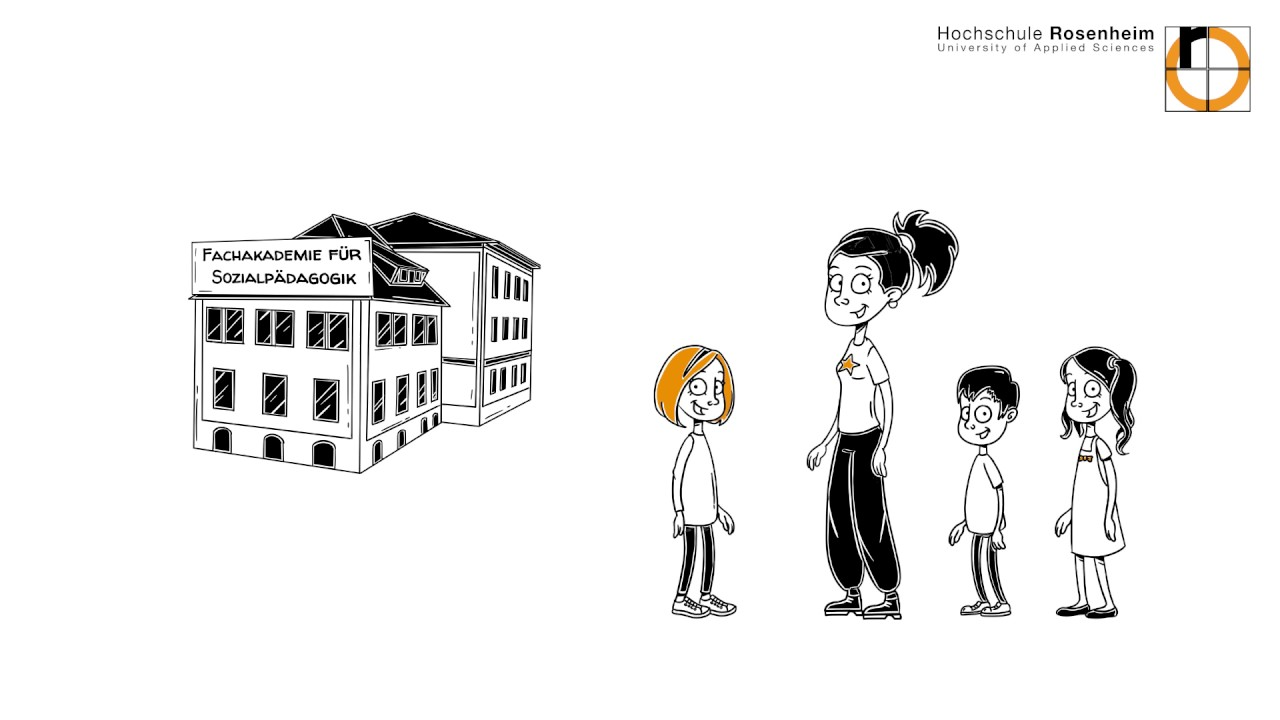 Hochschule Rosenheim
University of Applied Sciences
r
FACHAKADEMIE FÜR
SOZIALPÄDAGOGIK